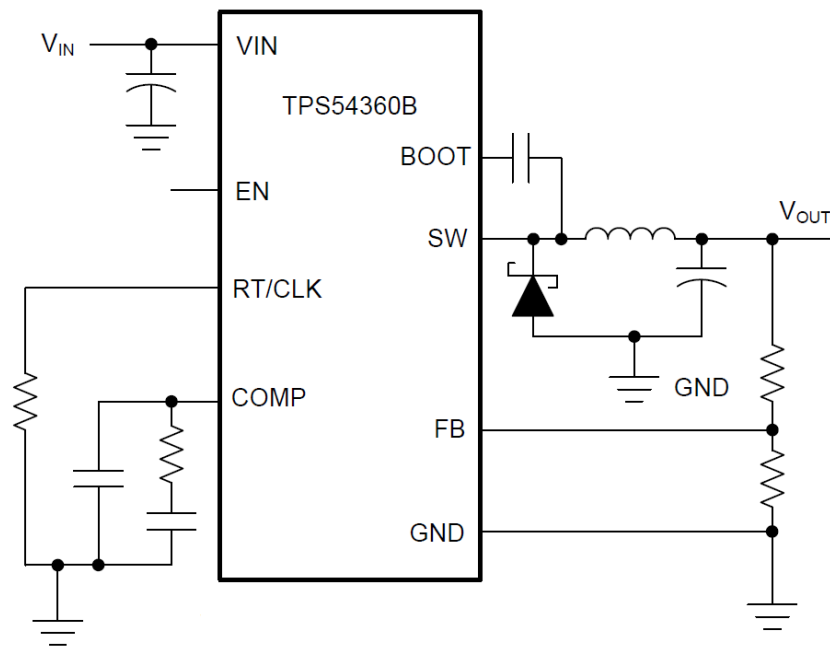 VIN
VIN
TPS54360B
BOOT
EN
SW
VOUT
RT/CLK
GND
COMP
FB
GND